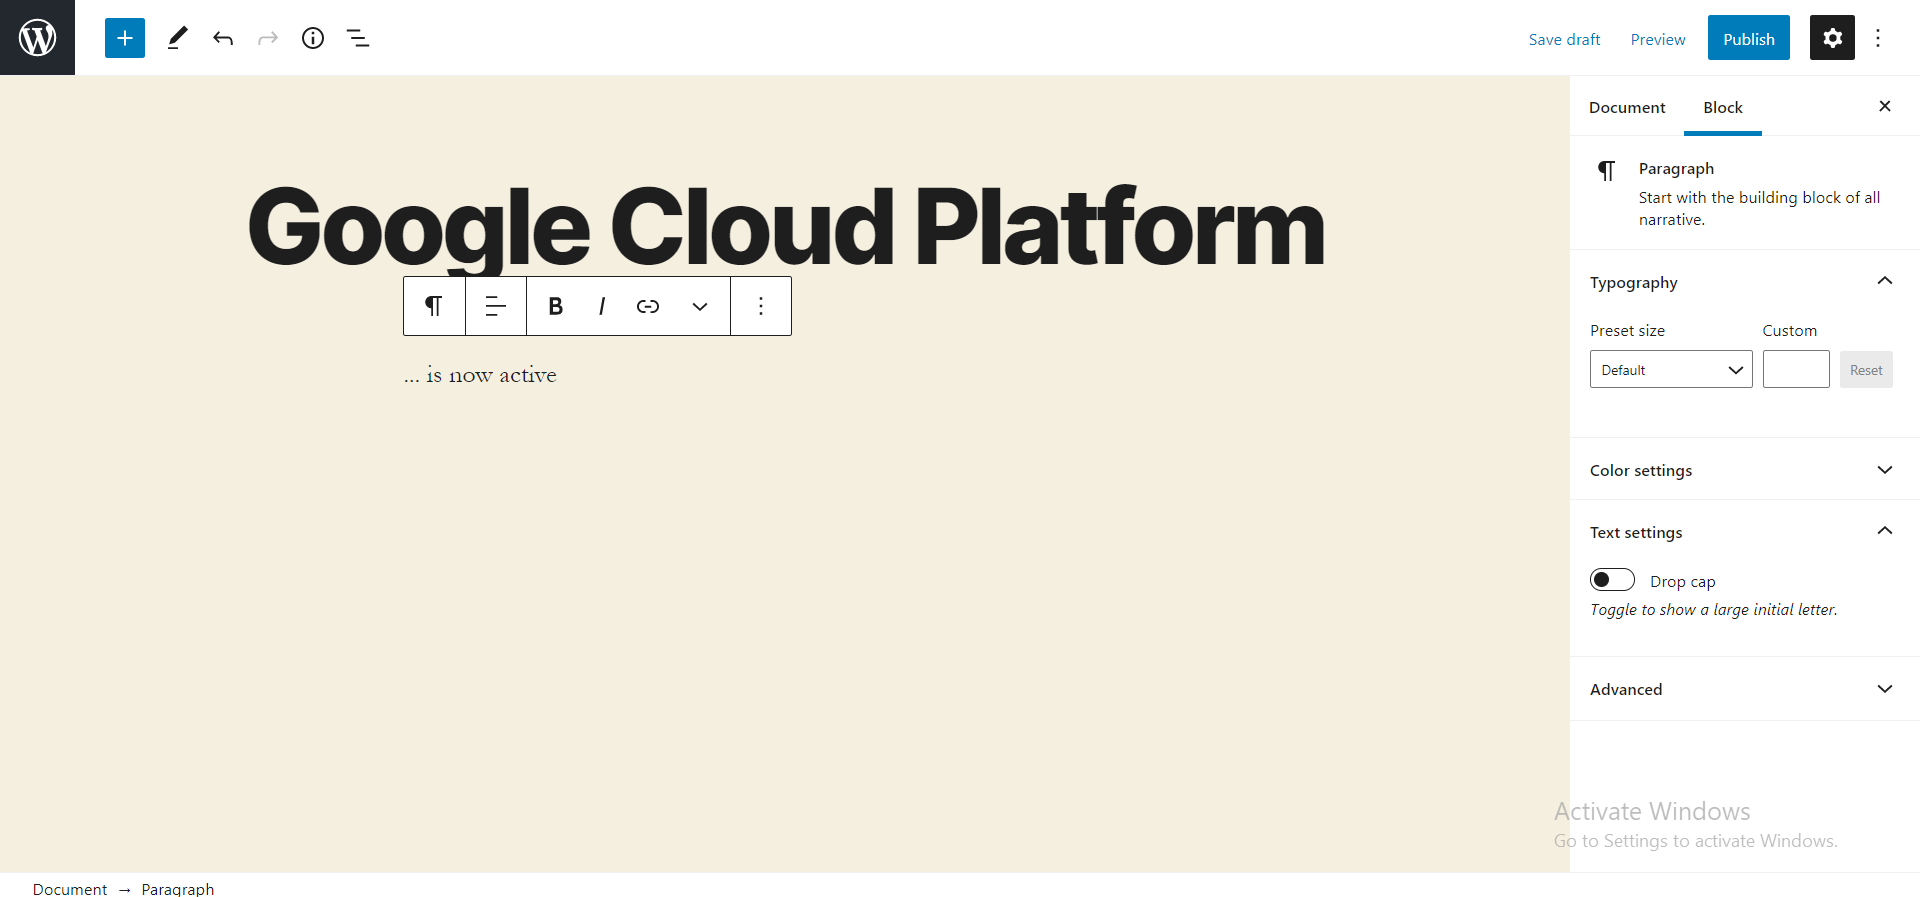 Save draft Preview Publish
Document Block
Google Cloud Platform
B I
... is now active
Paragraph
Start with the building block of all
narrative.
Typography
Preset size Custom
Default Reset
Color settings
Text settings
Drop cap
Toggle to show a large initial letter.
Advanced
Activate Windows
Go to Settings to activate Windows.
Document → Paragraph